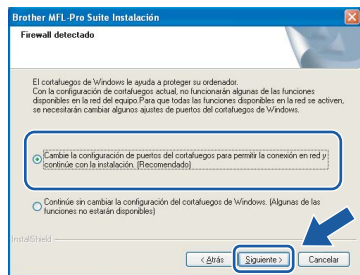 Brother MFL-Pro Suite Instalación
Firewall detectado
El cortafuegos de Windows le ayuda a proteger su ordenador.
Con la configuración de cortafuegos actual, no funcionarán algunas de las funciones
disponibles en la red del equipo.Para que todas las funciones disponibles en la red se activen,
se necesitarán cambiar algunos ajustes de puertos del cortafuegos de Windows.
Cambie la configuración de puertos del cortafuegos para permitir la conexión en red y
continúe con la instalación. (Recomendado)
Continúe sin cambiar la configuración del cortafuegos de Windows. (Algunas de las
funciones no estarán disponibles)
InstallShield
< Atrás
Siguiente >
Cancelar